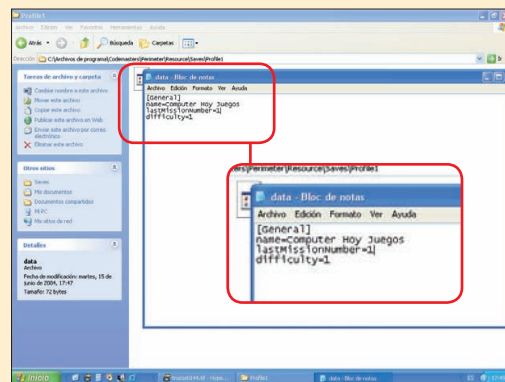 Profile1
Archivo Edición Ver Favoritos Herramientas Ayuda
Atrás Búsqueda Carpetas
Dirección C:\Archivos de programa\Codemasters\Perimeter\Resource\Saves\Profile1 Ir
Tareas de archivo y carpeta
Cambiar nombre a este archivo
Mover este archivo
Copiar este archivo
Publicar este archivo en Web
Enviar este archivo por correo
electrónico
Eliminar este archivo
Otros sitios
Saves
Mis documentos
Documentos compartidos
Mi PC
Mis sitios de red
Detalles
data
Archivo
Fecha de modificación: martes, 15 de
junio de 2004, 17:47
Tamaño: 72 bytes
data - Bloc de notas
Archivo Edición Formato Ver Ayuda
[General]
name=Computer Hoy Juegos
lastMissionNumber=1
difficulty=1
ters\Perimeter\Resource\Saves\Profile1
data - Bloc de notas
Archivo Edición Formato Ver Ayuda
[General]
name=Computer Hoy Juegos
lastMissionNumber=1
difficulty=1
Inicio
Profile1
data - Bloc de notas
ES